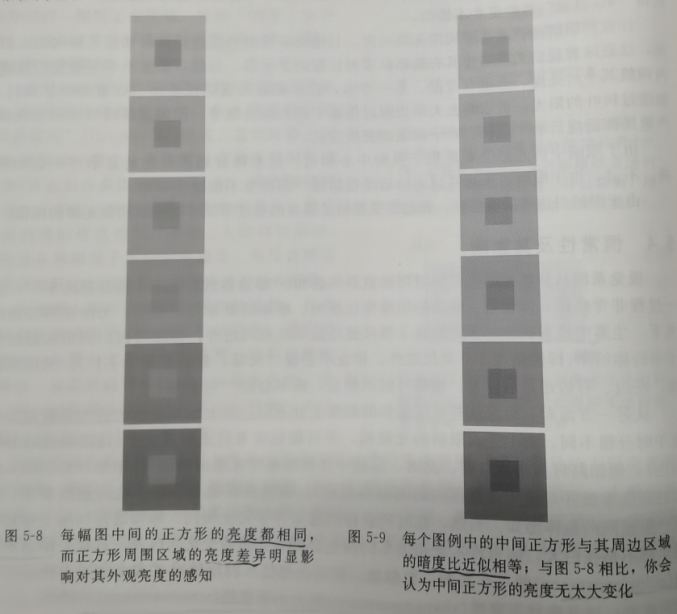 图 5-8 每幅图中间的正方形的亮度都相同，
而正方形周围区域的亮度差异明显影
响对其外观亮度的感知
图 5-9 每个图例中的中间正方形与其周边区域
的暗度比近似相等；与图 5-8 相比，你会
认为中间正方形的亮度无太大变化